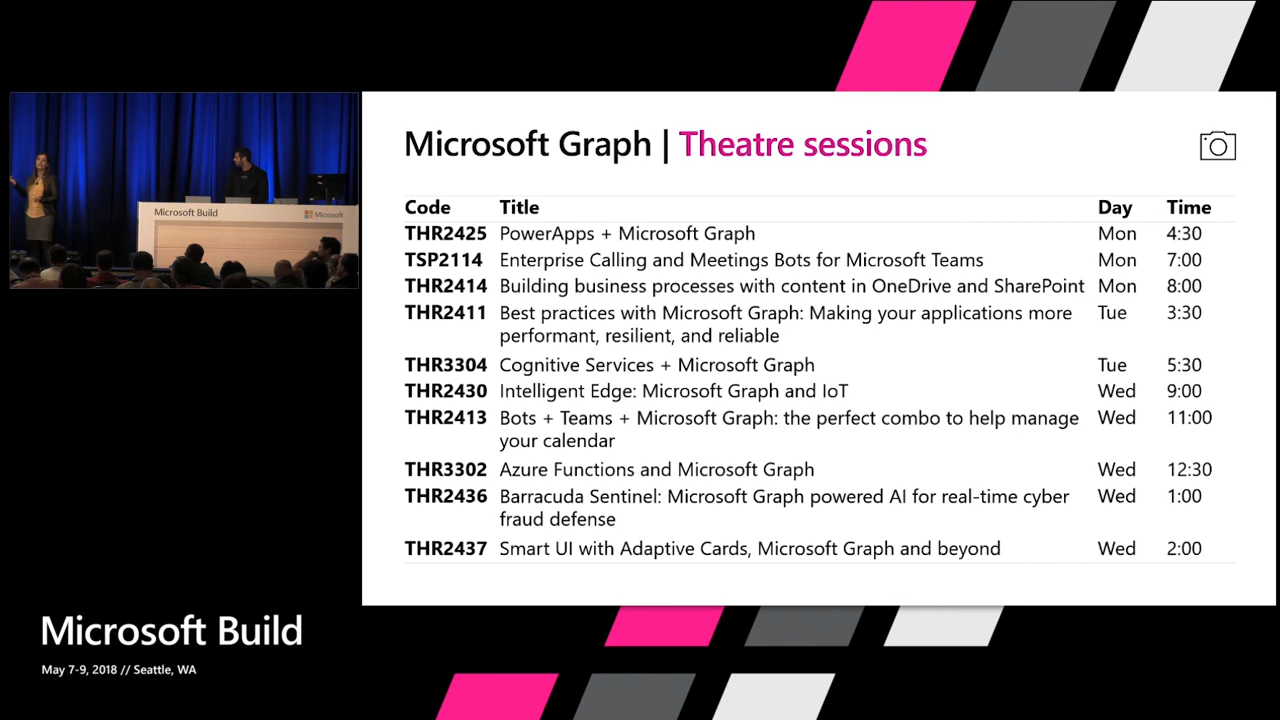 Microsoft Graph | Theatre sessions
Code Title Day Time
THR2425 PowerApps + Microsoft Graph Mon 4:30
TSP2114 Enterprise Calling and Meetings Bots for Microsoft Teams Mon 7:00
THR2414 Building business processes with content in OneDrive and SharePoint Mon 8:00
THR2411 Best practices with Microsoft Graph: Making your applications more Tue 3:30
performant, resilient, and reliable
THR3304 Cognitive Services + Microsoft Graph Tue 5:30
THR2430 Intelligent Edge: Microsoft Graph and IoT Wed 9:00
THR2413 Bots + Teams + Microsoft Graph: the perfect combo to help manage Wed 11:00
your calendar
THR3302 Azure Functions and Microsoft Graph Wed 12:30
THR2436 Barracuda Sentinel: Microsoft Graph powered AI for real-time cyber Wed 1:00
fraud defense
THR2437 Smart UI with Adaptive Cards, Microsoft Graph and beyond Wed 2:00
Microsoft Build
Microsoft
Microsoft Build
May 7-9, 2018 // Seattle, WA